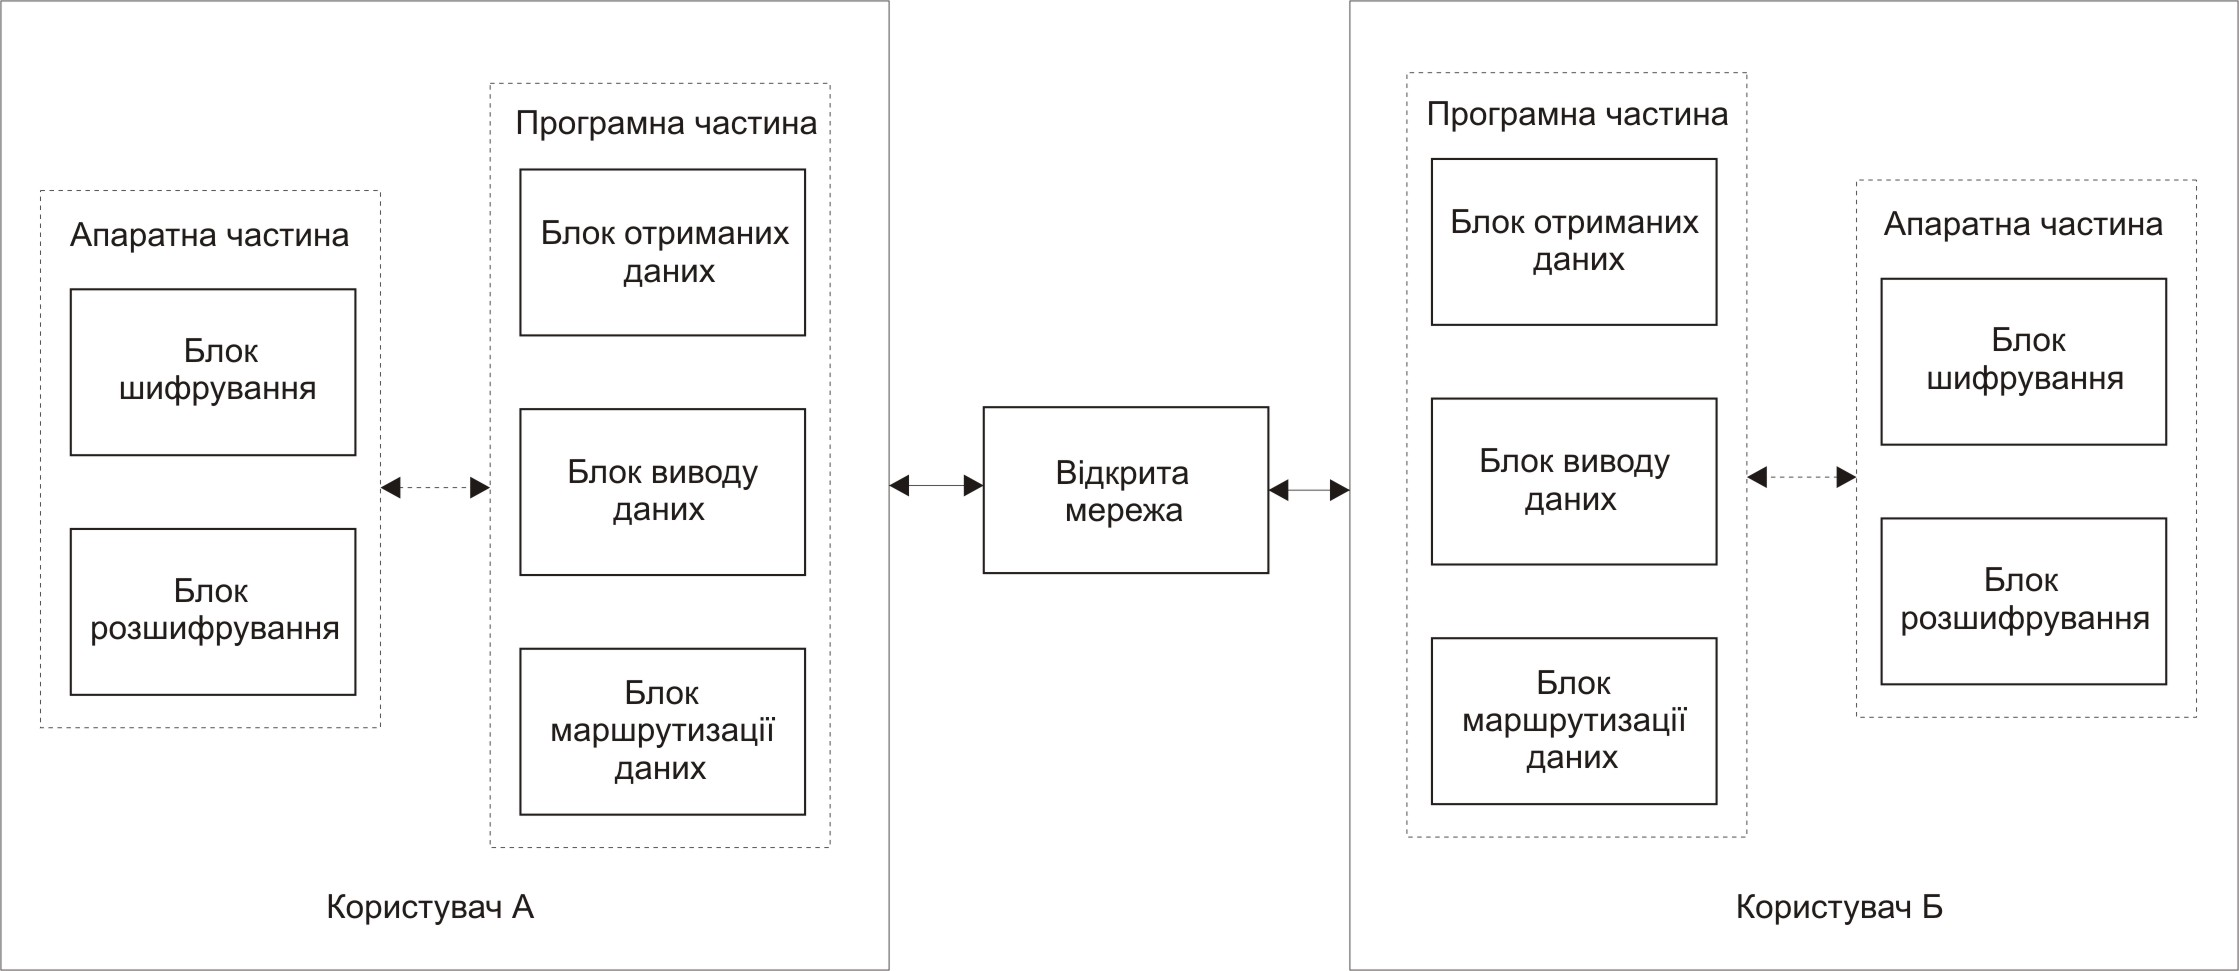 Апаратна частина
Блок
шифрування
Блок
розшифрування
Програмна частина
Блок отриманих
даних
Блок виводу
даних
Блок
маршрутизації
даних
Користувач А
Відкрита
мережа
Програмна частина
Блок отриманих
даних
Блок виводу
даних
Блок
маршрутизації
даних
Апаратна частина
Блок
шифрування
Блок
розшифрування
Користувач Б